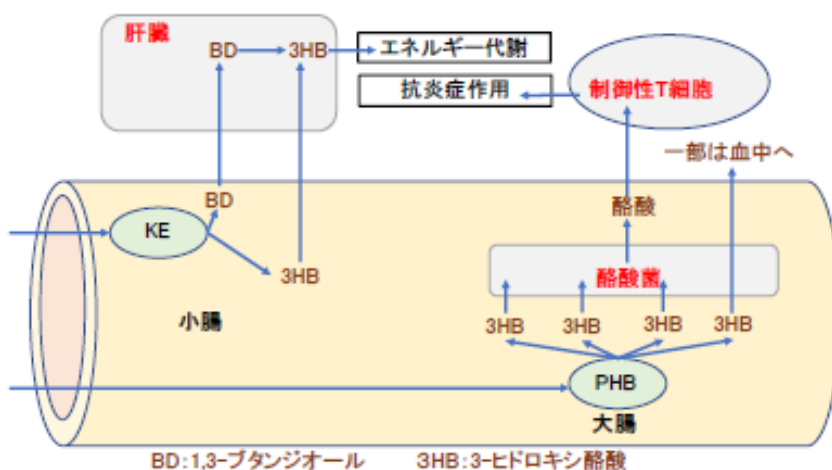 肝臓
BD
3HB
エネルギー代謝
抗炎症作用
制御性T細胞
一部は血中へ
BD
酪酸
KE
3HB
酪酸菌
小腸
3HB
3HB
3HB
3HB
PHB
大腸
BD:1,3-ブタンジオール
3HB:3-ヒドロキシ酪酸